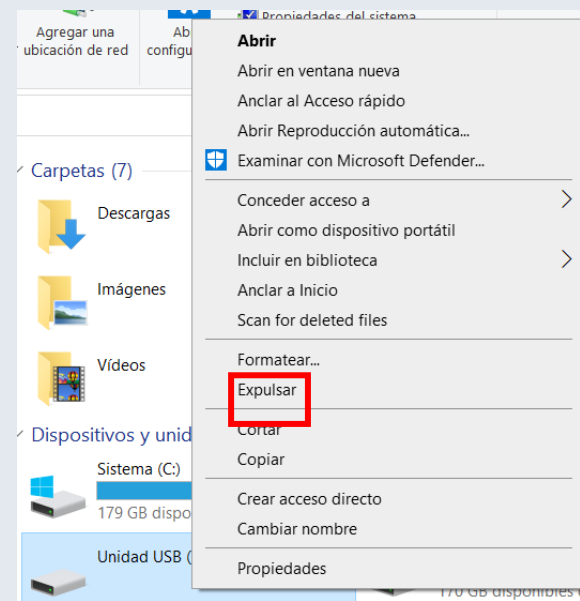 Agregar una
ubicación de red
Propiedades del sistema
Abrir
Abrir en ventana nueva
Anclar al Acceso rápido
Abrir Reproducción automática...
Examinar con Microsoft Defender...
Conceder acceso a
Abrir como dispositivo portátil
Incluir en biblioteca
Anclar a Inicio
Scan for deleted files
Formatear...
Expulsar
Cortar
Copiar
Crear acceso directo
Cambiar nombre
Propiedades
Carpetas (7)
Descargas
Imágenes
Vídeos
Dispositivos y unid
Sistema (C:)
179 GB dispo
Unidad USB (
170 GB disponibles